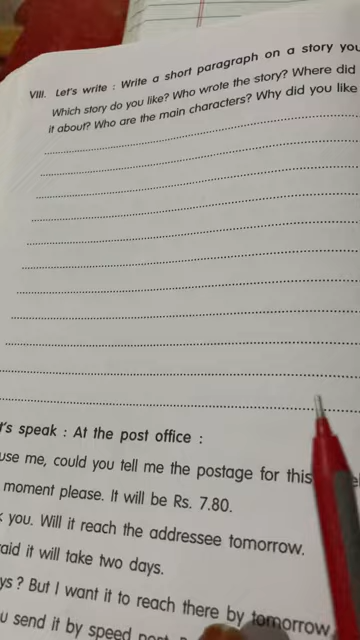 VIII. Let's write : Write a short paragraph on a story you
Which story do you like? Who wrote the story? Where did
it about? Who are the main characters? Why did you like
t's speak : At the post office :
use me, could you tell me the postage for this
moment please. It will be Rs. 7.80.
you. Will it reach the addressee tomorrow.
raid it will take two days.
ys ? But I want it to reach there by tomorrow
u send it by speed post